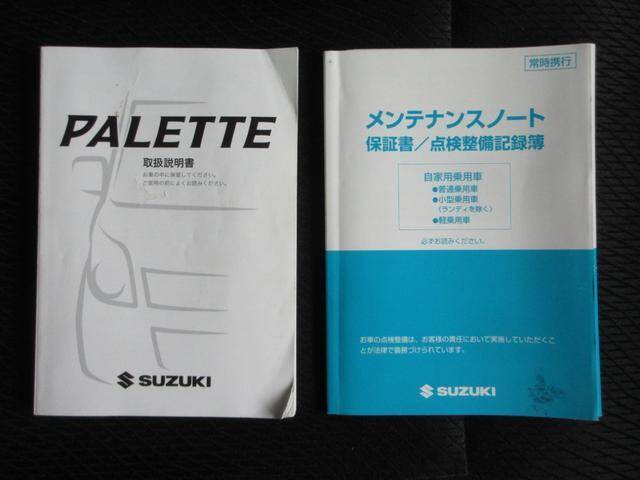 PALETTE
取扱説明書
お車の中に保管してください。
ご使用の前によくお読みください。
SUZUKI
常時携行
メンテナンスノート
保証書/点検整備記録簿
自家用乗用車
●普通乗用車
●小型乗用車
(ランディを除く)
●軽乗用車
必ずお読みください。
お車の点検整備は、お客様の責任において実施していただくこ
とが法律で義務づけられています。
SUZUKI